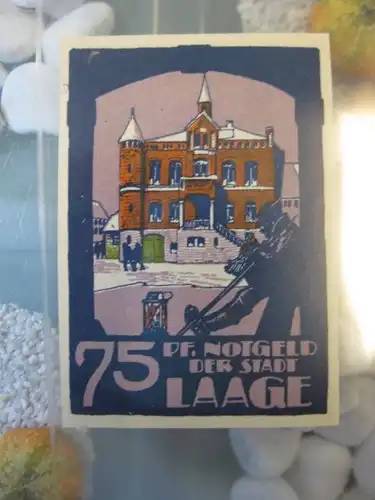 75 PF. NOTGELD
DER STADT
LAAGE